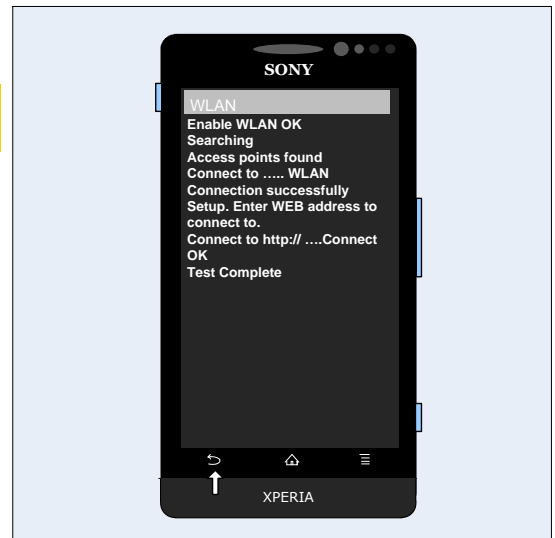 SONY
WLAN
Enable WLAN OK
Searching
Access points found
Connect to ….. WLAN
Connection successfully
Setup. Enter WEB address to
connect to.
Connect to http:// ….Connect
OK
Test Complete
XPERIA